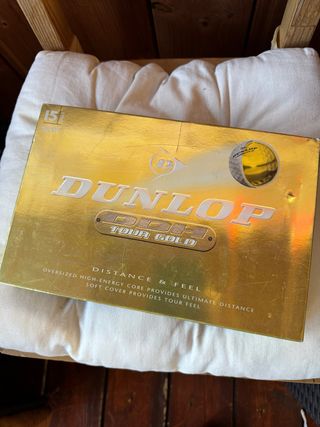 15
DUNLOP
DDH
TOUR GOLD
DISTANCE & FEEL
OVERSIZED HIGH-ENERGY CORE PROVIDES ULTIMATE DISTANCE
SOFT COVER PROVIDES TOUR FEEL